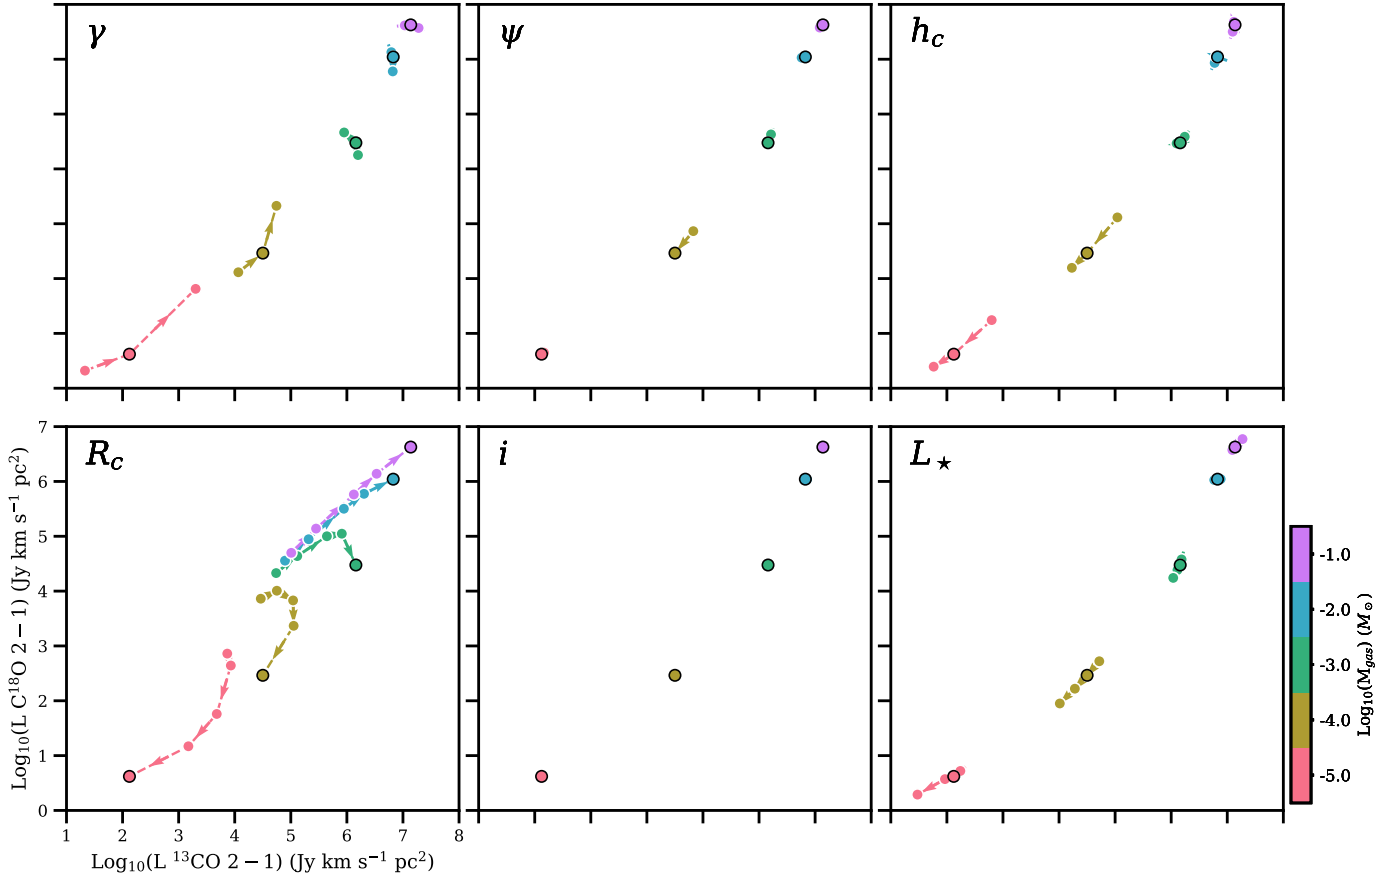 γ
ψ
h_c
R_c
i
L_★
7
6
5
4
3
2
1
0
Log₁₀(L C¹⁸O 2 − 1) (Jy km s⁻¹ pc²)
1 2 3 4 5 6 7 8
Log₁₀(L ¹³CO 2 − 1) (Jy km s⁻¹ pc²)
-1.0
-2.0
-3.0
-4.0
-5.0
Log₁₀(M_gas) (M_⊙)